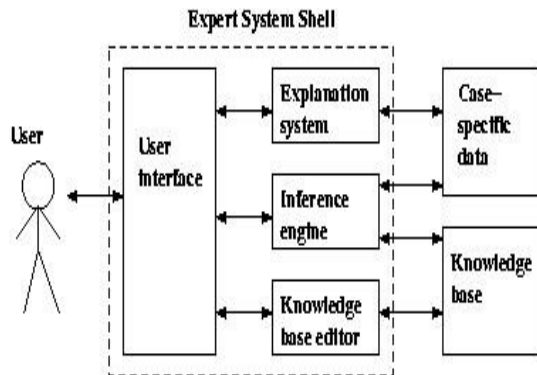 Expert System Shell
User
User
interface
Explanation
system
Inference
engine
Knowledge
base editor
Case-
specific
data
Knowledge
base